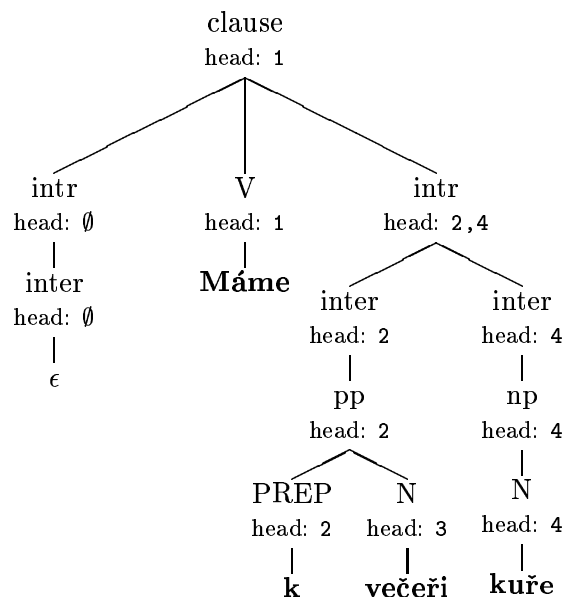 clause
head: 1
intr V intr
head: ∅ head: 1 head: 2,4
inter Máme inter inter
head: ∅ head: 2 head: 4
ϵ pp np
head: 2 head: 4
PREP N N
head: 2 head: 3 head: 4
k večeři kuře